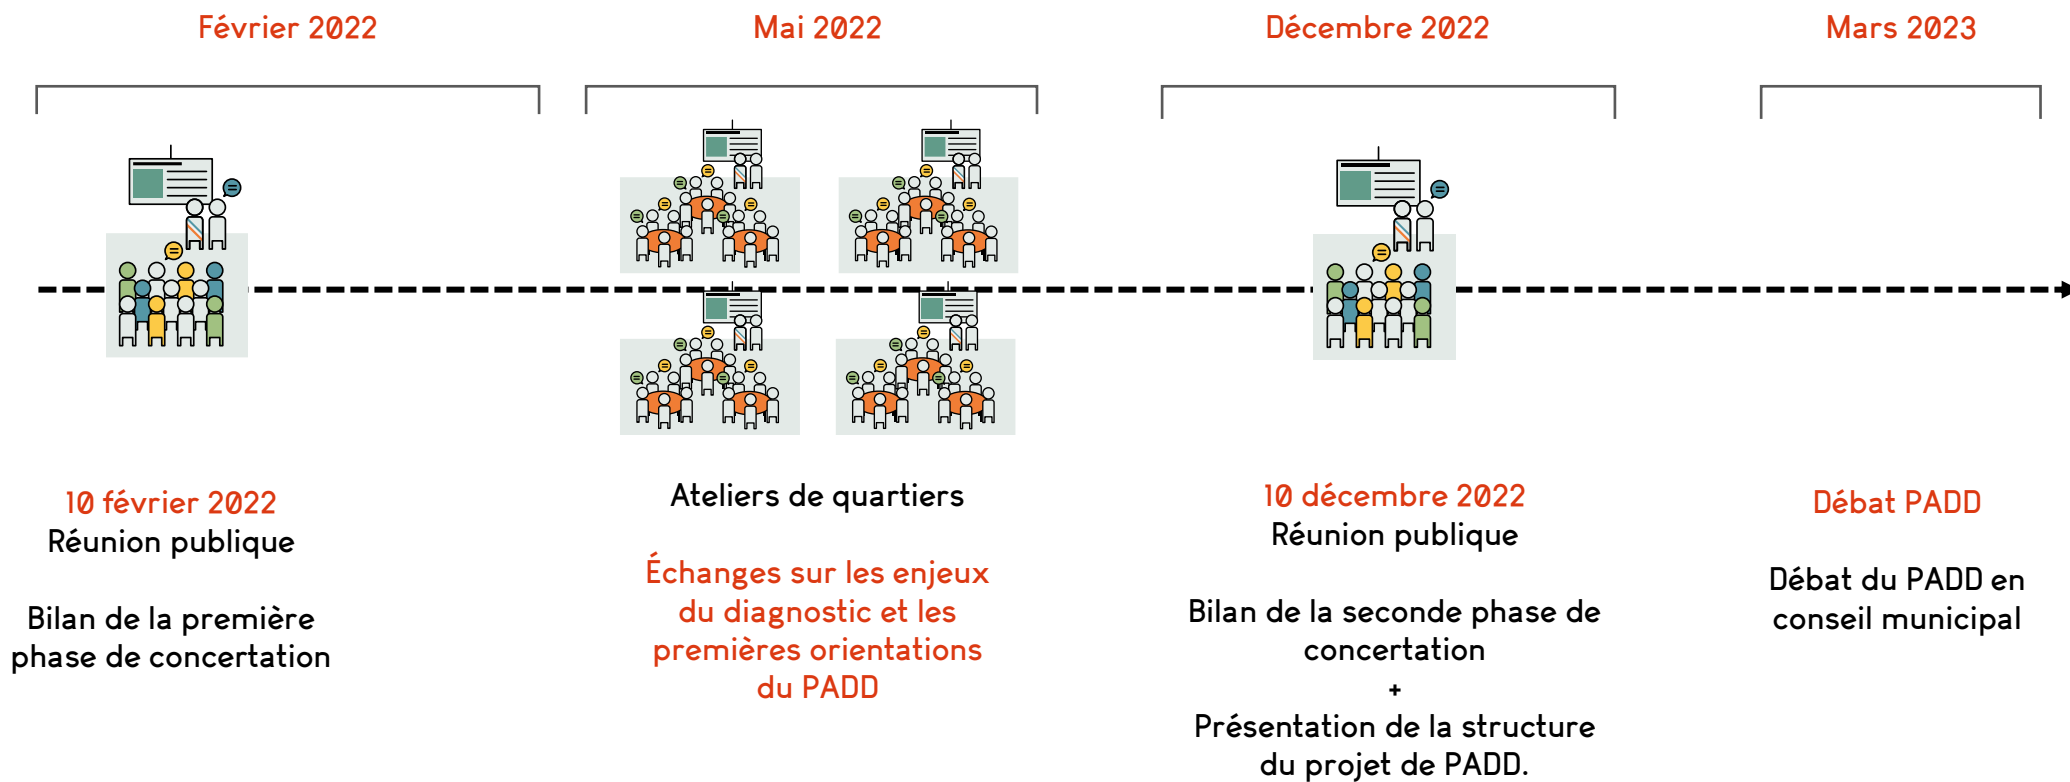 Février 2022
Mai 2022
Décembre 2022
Mars 2023
10 février 2022
Réunion publique
Bilan de la première
phase de concertation
Ateliers de quartiers
Échanges sur les enjeux
du diagnostic et les
premières orientations
du PADD
10 décembre 2022
Réunion publique
Bilan de la seconde phase de
concertation
+
Présentation de la structure
du projet de PADD.
Débat PADD
Débat du PADD en
conseil municipal